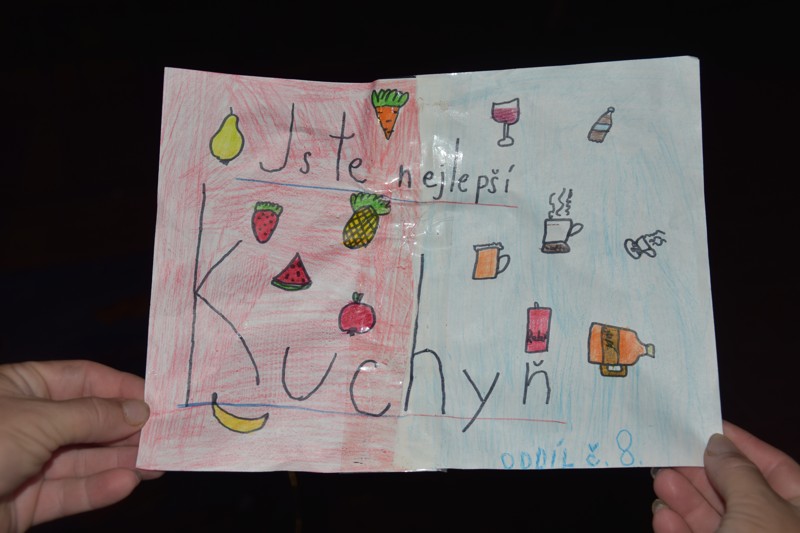 Jste nejlepší
Kuchyň
ODDÍL č. 8.